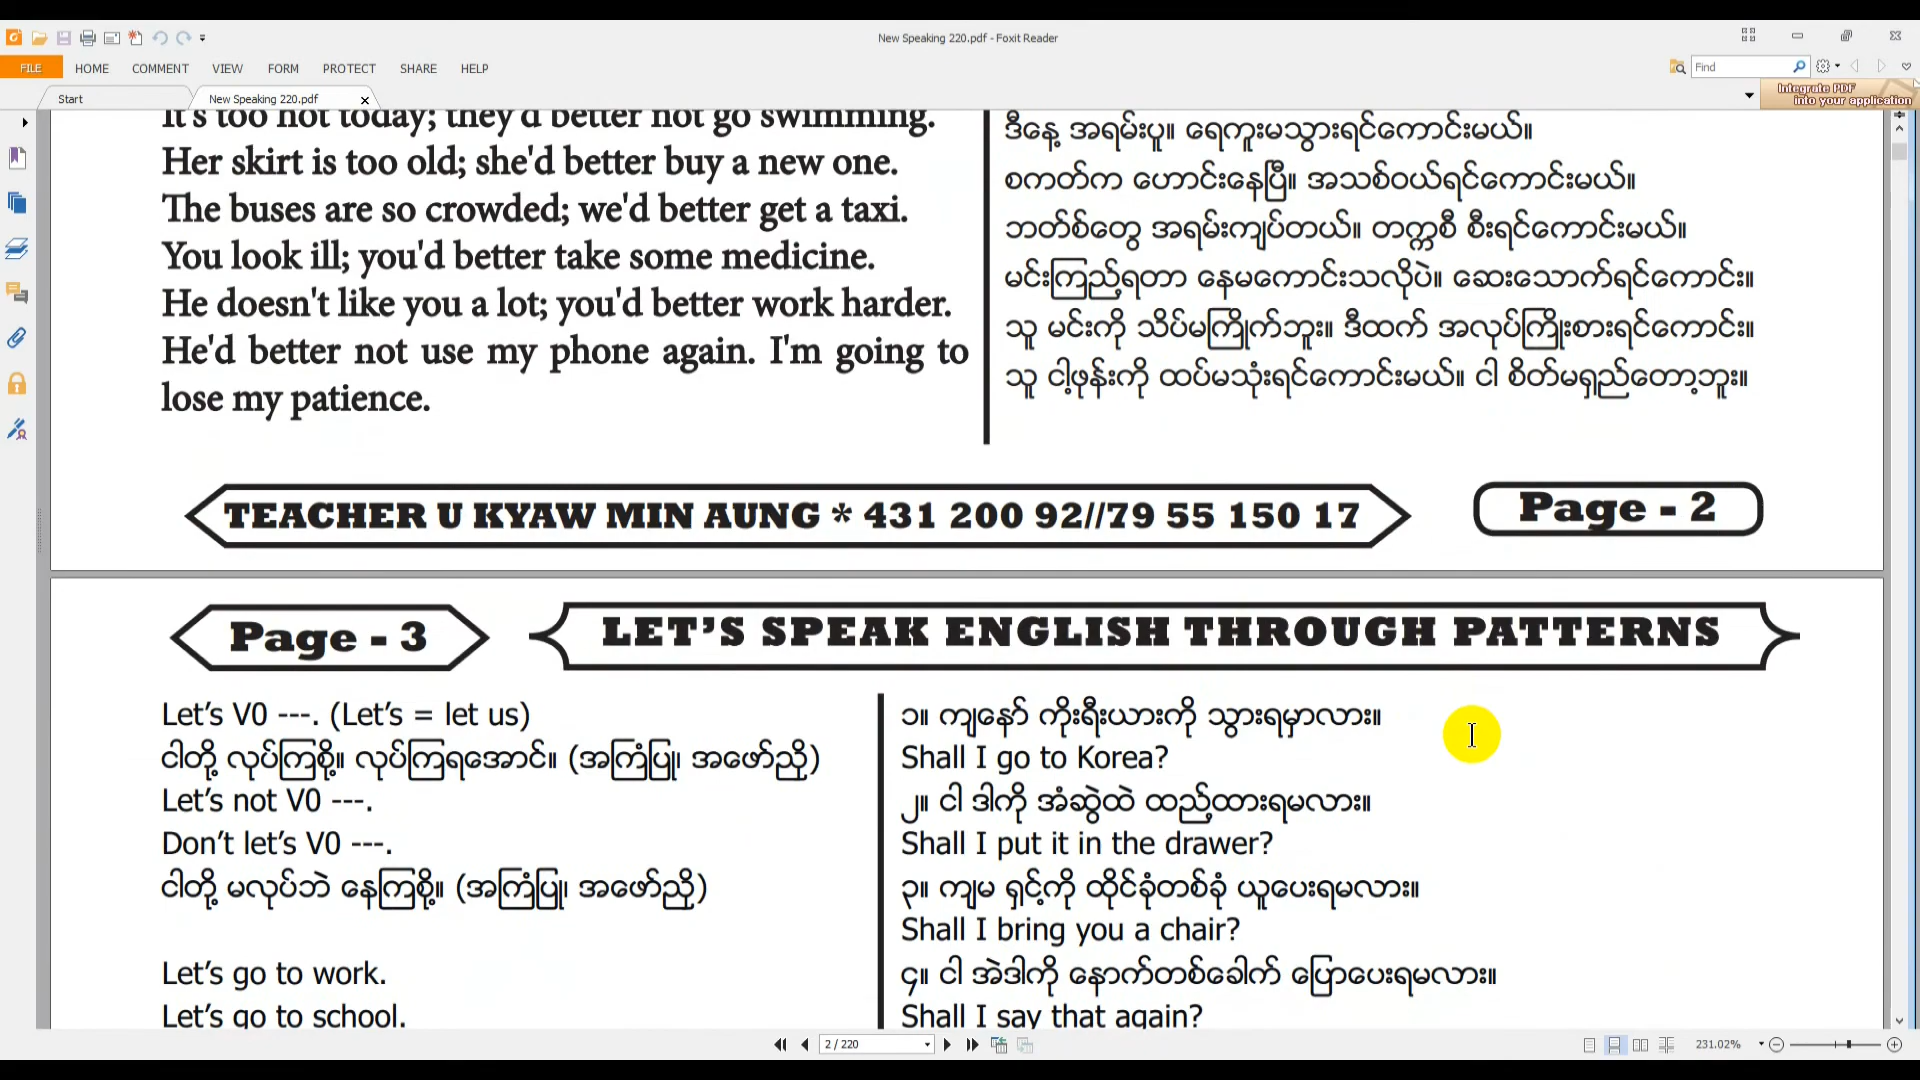 New Speaking 220.pdf - Foxit Reader
FILE HOME COMMENT VIEW FORM PROTECT SHARE HELP
Find
Start New Speaking 220.pdf
Integrate PDF
into your application
It's too hot today; they'd better not go swimming.
Her skirt is too old; she'd better buy a new one.
The buses are so crowded; we'd better get a taxi.
You look ill; you'd better take some medicine.
He doesn't like you a lot; you'd better work harder.
He'd better not use my phone again. I'm going to
lose my patience.
ဒီနေ့ အရမ်းပူ။ ရေကူးမသွားရင်ကောင်းမယ်။
စကတ်က ဟောင်းနေပြီ။ အသစ်ဝယ်ရင်ကောင်းမယ်။
ဘတ်စ်တွေ အရမ်းကျပ်တယ်။ တက္ကစီ စီးရင်ကောင်းမယ်။
မင်းကြည့်ရတာ နေမကောင်းသလိုပဲ။ ဆေးသောက်ရင်ကောင်း။
သူ မင်းကို သိပ်မကြိုက်ဘူး။ ဒီထက် အလုပ်ကြိုးစားရင်ကောင်း။
သူ ငါ့ဖုန်းကို ထပ်မသုံးရင်ကောင်းမယ်။ ငါ စိတ်မရှည်တော့ဘူး။
TEACHER U KYAW MIN AUNG * 431 200 92//79 55 150 17
Page - 2
Page - 3
LET'S SPEAK ENGLISH THROUGH PATTERNS
Let's V0 ---. (Let's = let us)
ငါတို့ လုပ်ကြစို့။ လုပ်ကြရအောင်။ (အကြံပြု၊ အဖော်ညှိ)
Let's not V0 ---.
Don't let's V0 ---.
ငါတို့ မလုပ်ဘဲ နေကြစို့။ (အကြံပြု၊ အဖော်ညှိ)
Let's go to work.
Let's go to school.
၁။ ကျနော် ကိုးရီးယားကို သွားရမှာလား။
Shall I go to Korea?
၂။ ငါ ဒါကို အံဆွဲထဲ ထည့်ထားရမလား။
Shall I put it in the drawer?
၃။ ကျမ ရှင့်ကို ထိုင်ခုံတစ်ခုံ ယူပေးရမလား။
Shall I bring you a chair?
၄။ ငါ အဲဒါကို နောက်တစ်ခေါက် ပြောပေးရမလား။
Shall I say that again?
2 / 220
231.02%